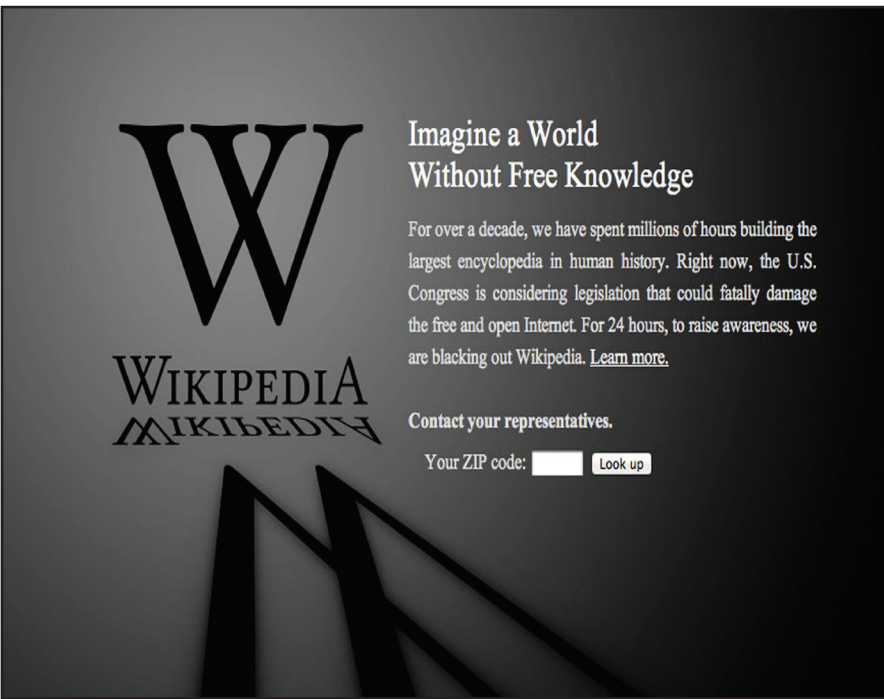 W
WIKIPEDIA
Imagine a World
Without Free Knowledge
For over a decade, we have spent millions of hours building the
largest encyclopedia in human history. Right now, the U.S.
Congress is considering legislation that could fatally damage
the free and open Internet. For 24 hours, to raise awareness, we
are blacking out Wikipedia. Learn more.
Contact your representatives.
Your ZIP code: Look up